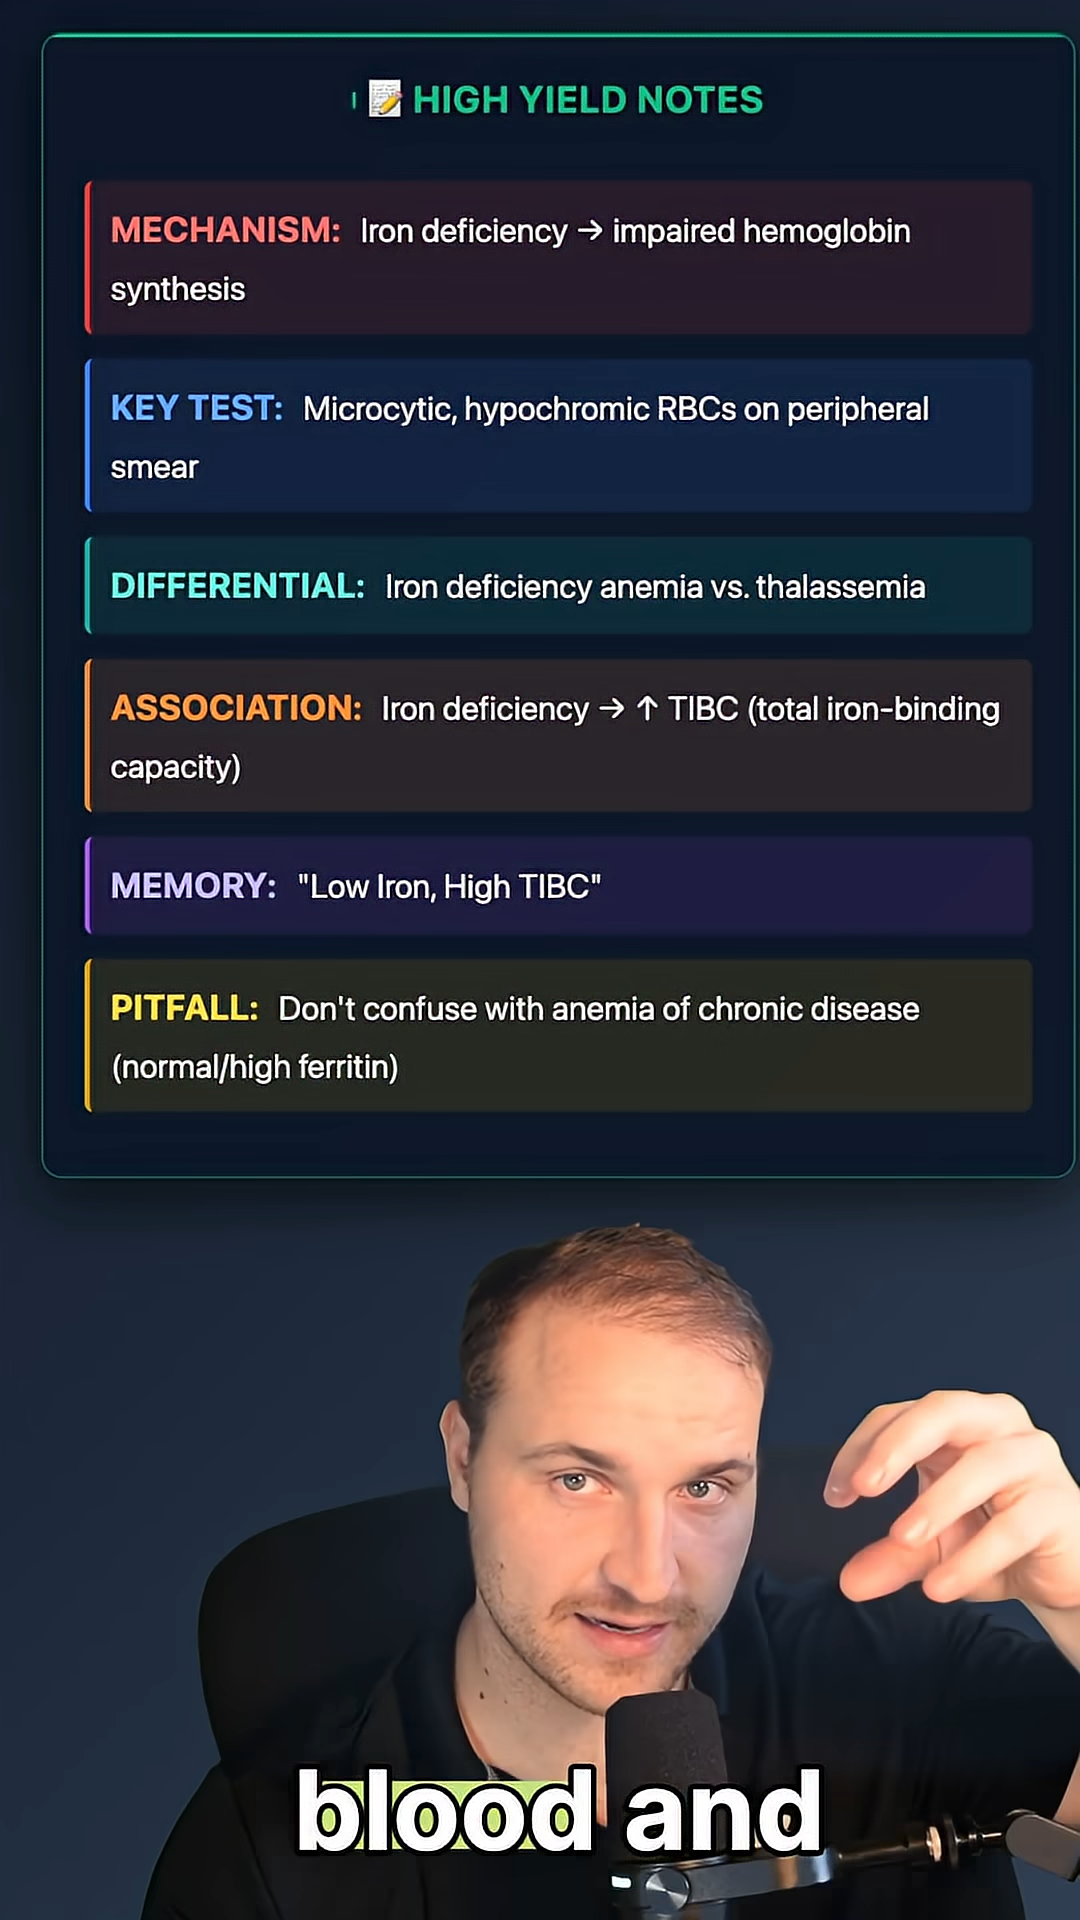 📝 HIGH YIELD NOTES
MECHANISM: Iron deficiency → impaired hemoglobin
synthesis
KEY TEST: Microcytic, hypochromic RBCs on peripheral
smear
DIFFERENTIAL: Iron deficiency anemia vs. thalassemia
ASSOCIATION: Iron deficiency → ↑ TIBC (total iron-binding
capacity)
MEMORY: "Low Iron, High TIBC"
PITFALL: Don't confuse with anemia of chronic disease
(normal/high ferritin)
blood and